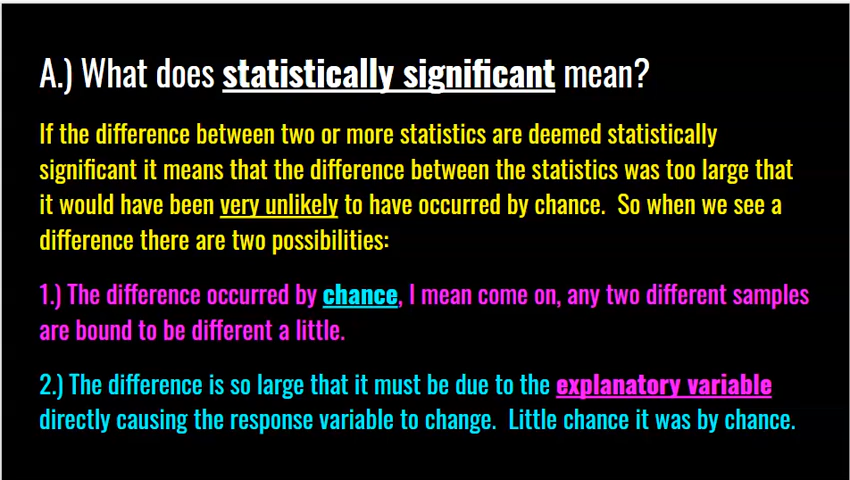 A.) What does statistically significant mean?
If the difference between two or more statistics are deemed statistically
significant it means that the difference between the statistics was too large that
it would have been very unlikely to have occurred by chance. So when we see a
difference there are two possibilities:
1.) The difference occurred by chance, I mean come on, any two different samples
are bound to be different a little.
2.) The difference is so large that it must be due to the explanatory variable
directly causing the response variable to change. Little chance it was by chance.